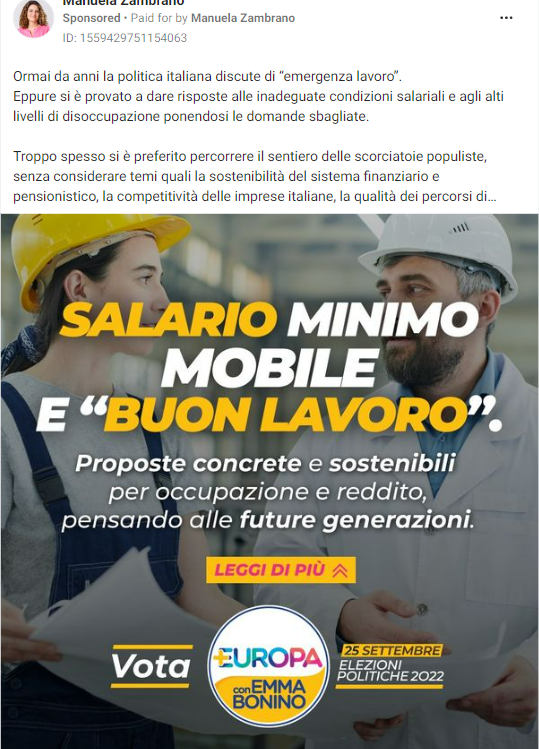 Manuela Zambrano
Sponsored • Paid for by Manuela Zambrano
ID: 1559429751154063
Ormai da anni la politica italiana discute di “emergenza lavoro”.
Eppure si è provato a dare risposte alle inadeguate condizioni salariali e agli alti
livelli di disoccupazione ponendosi le domande sbagliate.
Troppo spesso si è preferito percorrere il sentiero delle scorciatoie populiste,
senza considerare temi quali la sostenibilità del sistema finanziario e
pensionistico, la competitività delle imprese italiane, la qualità dei percorsi di...
SALARIO MINIMO
MOBILE
E “BUON LAVORO”.
Proposte concrete e sostenibili
per occupazione e reddito,
pensando alle future generazioni.
LEGGI DI PIÙ
Vota
+EUROPA
con EMMA
BONINO
25 SETTEMBRE
ELEZIONI
POLITICHE 2022